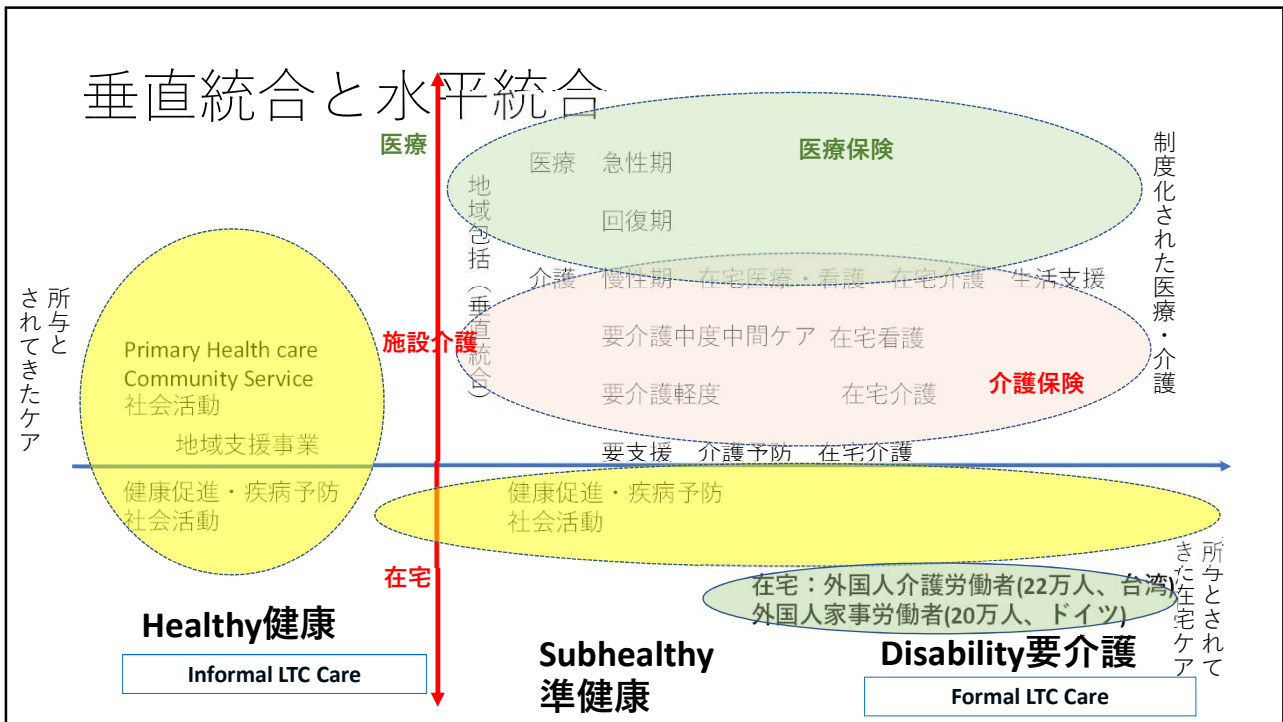 垂直統合と水平統合
医療
医療 急性期
医療保険
回復期
地域包括（垂直統合）
制度化された医療・介護
介護 慢性期 在宅医療・看護 在宅介護 生活支援
所与と
されてきたケア
施設介護
要介護中度中間ケア 在宅看護
Primary Health care
Community Service
社会活動
地域支援事業
要介護軽度 在宅介護
介護保険
要支援 介護予防 在宅介護
健康促進・疾病予防
社会活動
健康促進・疾病予防
社会活動
在宅
在宅：外国人介護労働者(22万人、台湾)
外国人家事労働者(20万人、ドイツ)
所与とされて
きた在宅ケア
Healthy健康
Informal LTC Care
Subhealthy
準健康
Disability要介護
Formal LTC Care